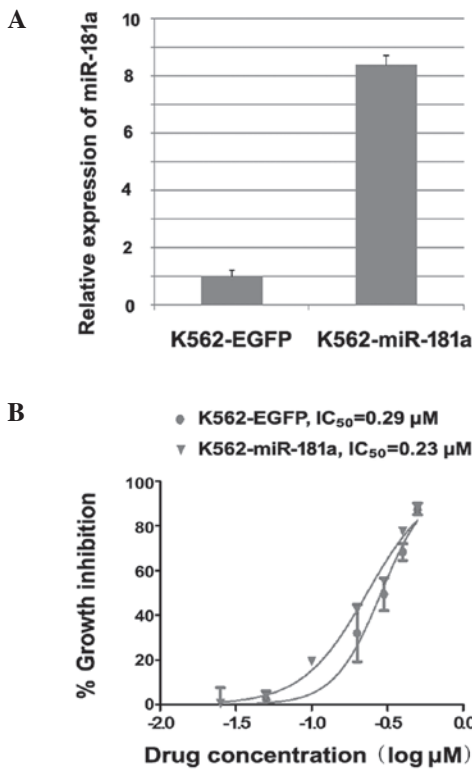 A
Relative expression of miR-181a
10
8
6
4
2
0
K562-EGFP K562-miR-181a
B
K562-EGFP, IC50=0.29 μM
K562-miR-181a, IC50=0.23 μM
% Growth inhibition
100
80
60
40
20
0
-2.0 -1.5 -1.0 -0.5 0.0
Drug concentration (log μM)